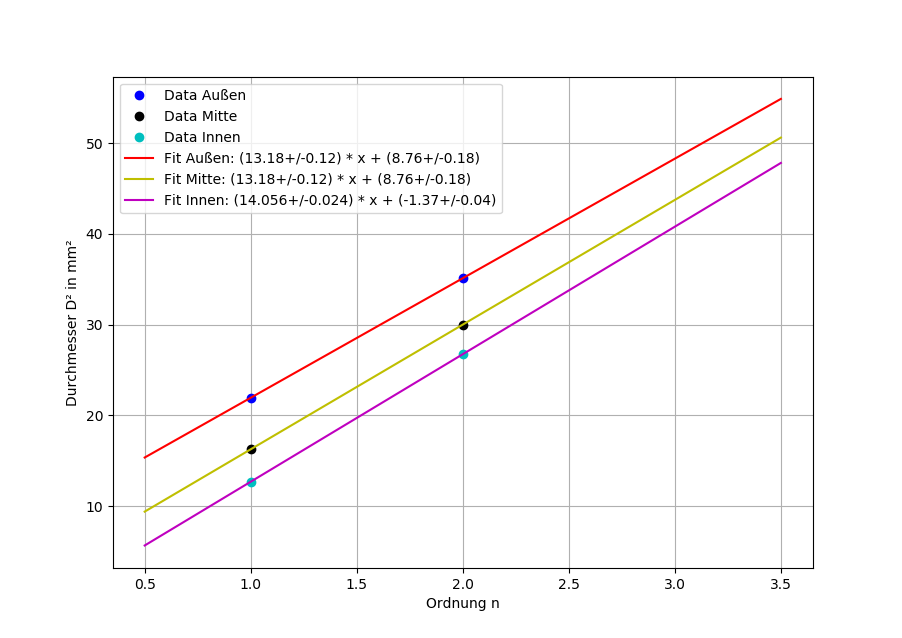 Data Außen
Data Mitte
Data Innen
Fit Außen: (13.18+/-0.12) * x + (8.76+/-0.18)
Fit Mitte: (13.18+/-0.12) * x + (8.76+/-0.18)
Fit Innen: (14.056+/-0.024) * x + (-1.37+/-0.04)
Durchmesser D² in mm²
50
40
30
20
10
0.5 1.0 1.5 2.0 2.5 3.0 3.5
Ordnung n